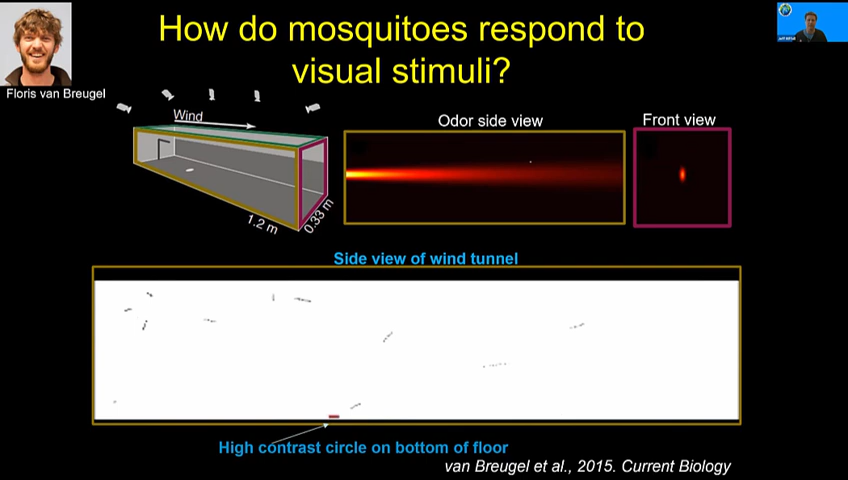 How do mosquitoes respond to
visual stimuli?
Floris van Breugel
Wind
1.2 m
0.33 m
Odor side view
Front view
Side view of wind tunnel
High contrast circle on bottom of floor
van Breugel et al., 2015. Current Biology